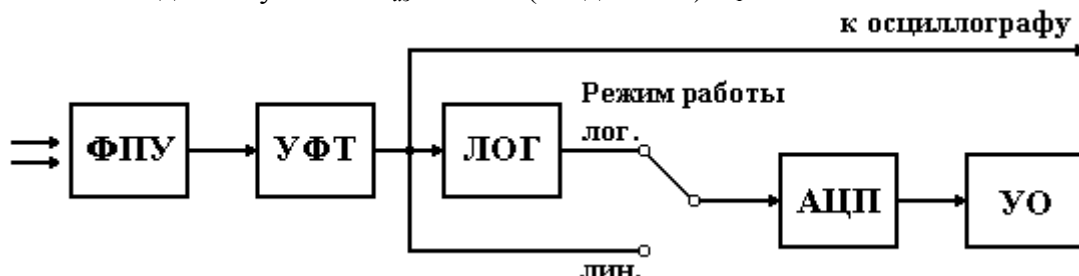 к осциллографу
Режим работы
лог.
ФПУ
УФТ
ЛОГ
АЦП
УО
лин.